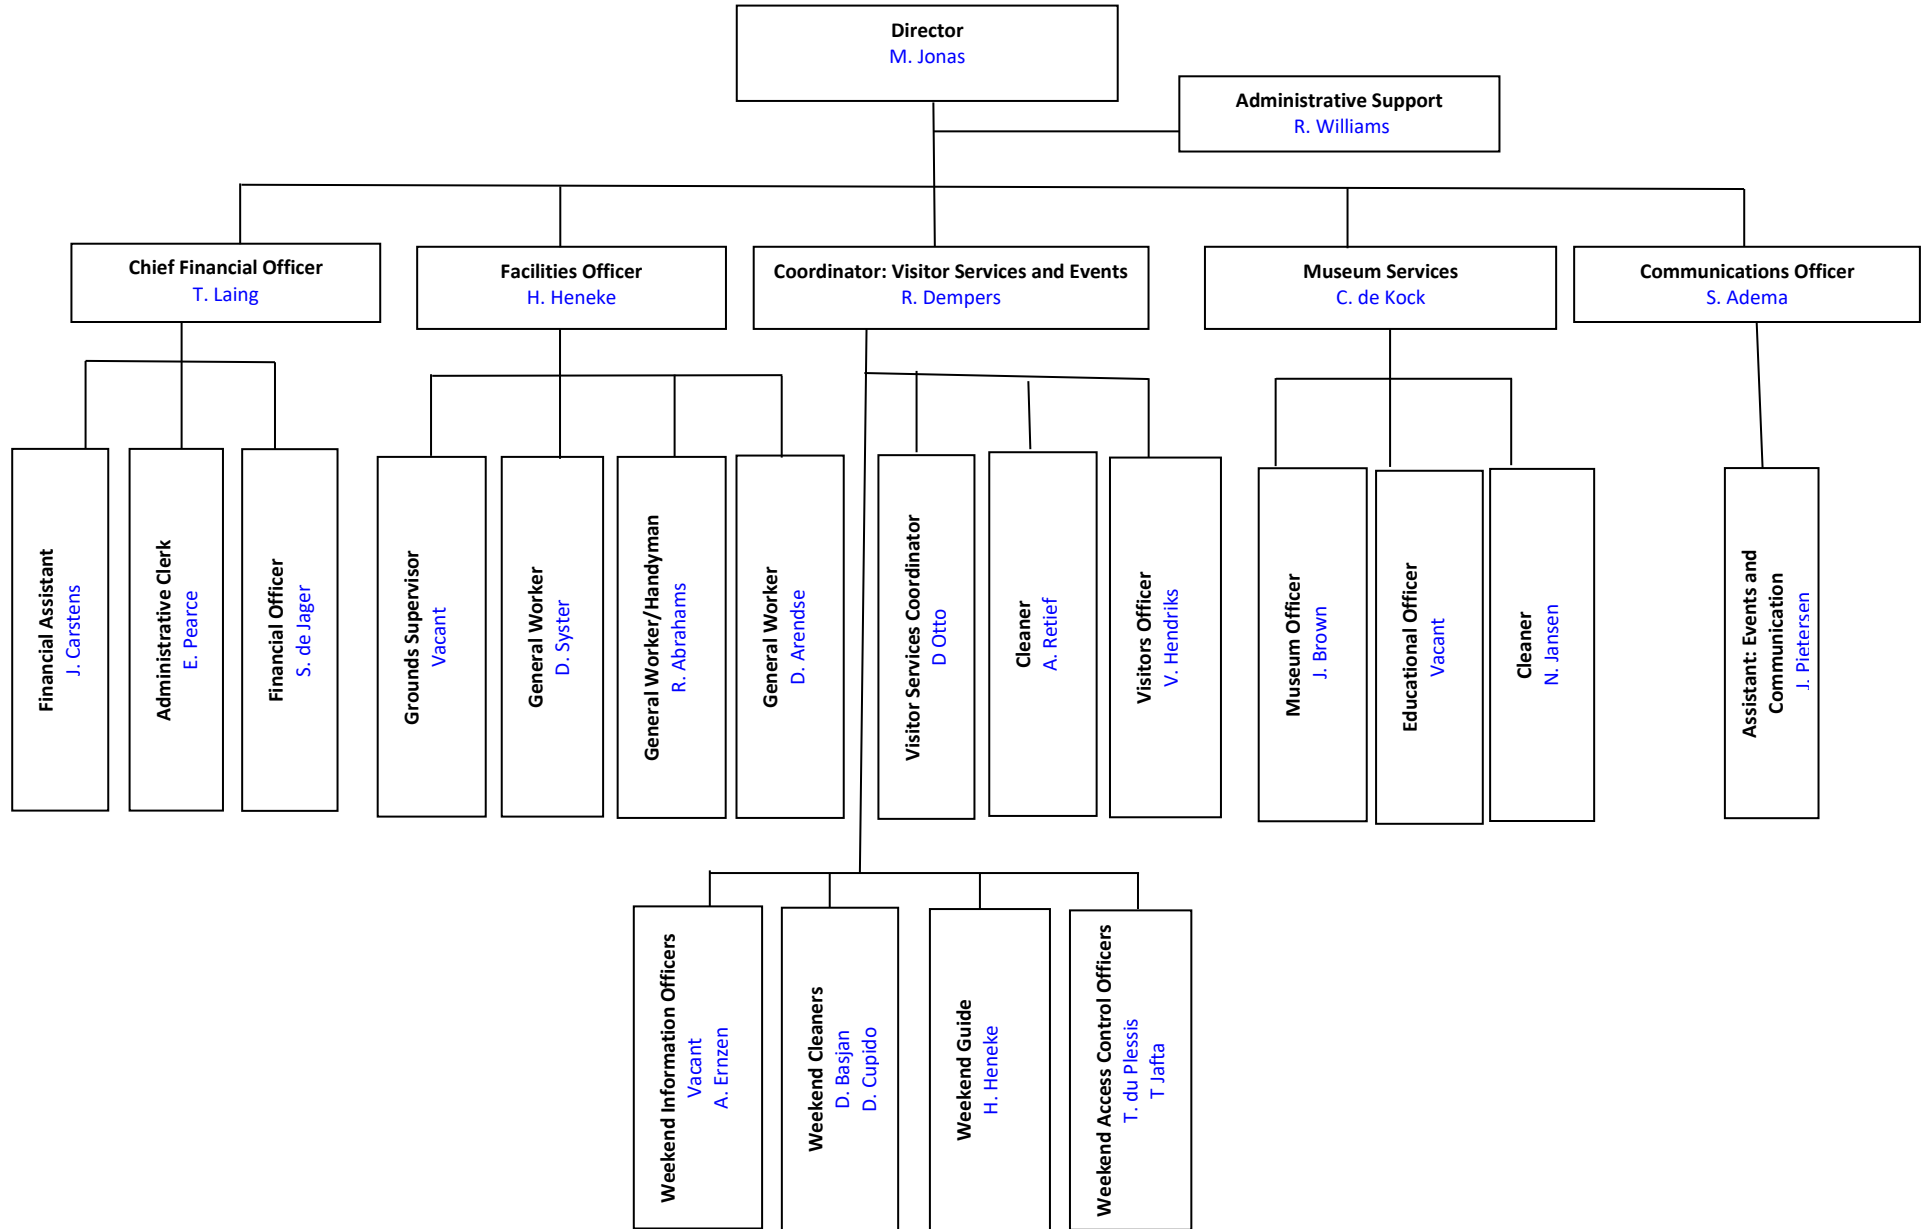 Director
M. Jonas
Administrative Support
R. Williams
Chief Financial Officer
T. Laing
Facilities Officer
H. Heneke
Coordinator: Visitor Services and Events
R. Dempers
Museum Services
C. de Kock
Communications Officer
S. Adema
Financial Assistant
J. Carstens
Administrative Clerk
E. Pearce
Financial Officer
S. de Jager
Grounds Supervisor
Vacant
General Worker
D. Syster
General Worker/Handyman
R. Abrahams
General Worker
D. Arendse
Visitor Services Coordinator
D Otto
Cleaner
A. Retief
Visitors Officer
V. Hendriks
Museum Officer
J. Brown
Educational Officer
Vacant
Cleaner
N. Jansen
Assistant: Events and
Communication
J. Pietersen
Weekend Information Officers
Vacant
A. Ernzen
Weekend Cleaners
D. Basjan
D. Cupido
Weekend Guide
H. Heneke
Weekend Access Control Officers
T. du Plessis
T Jafta